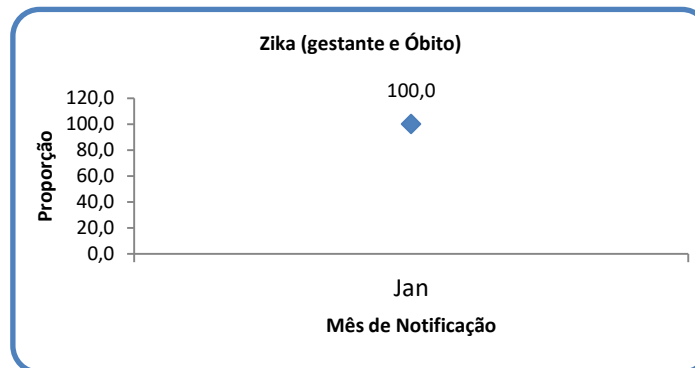 Zika (gestante e Óbito)
100,0
120,0
100,0
80,0
60,0
40,0
20,0
0,0
Proporção
Jan
Mês de Notificação